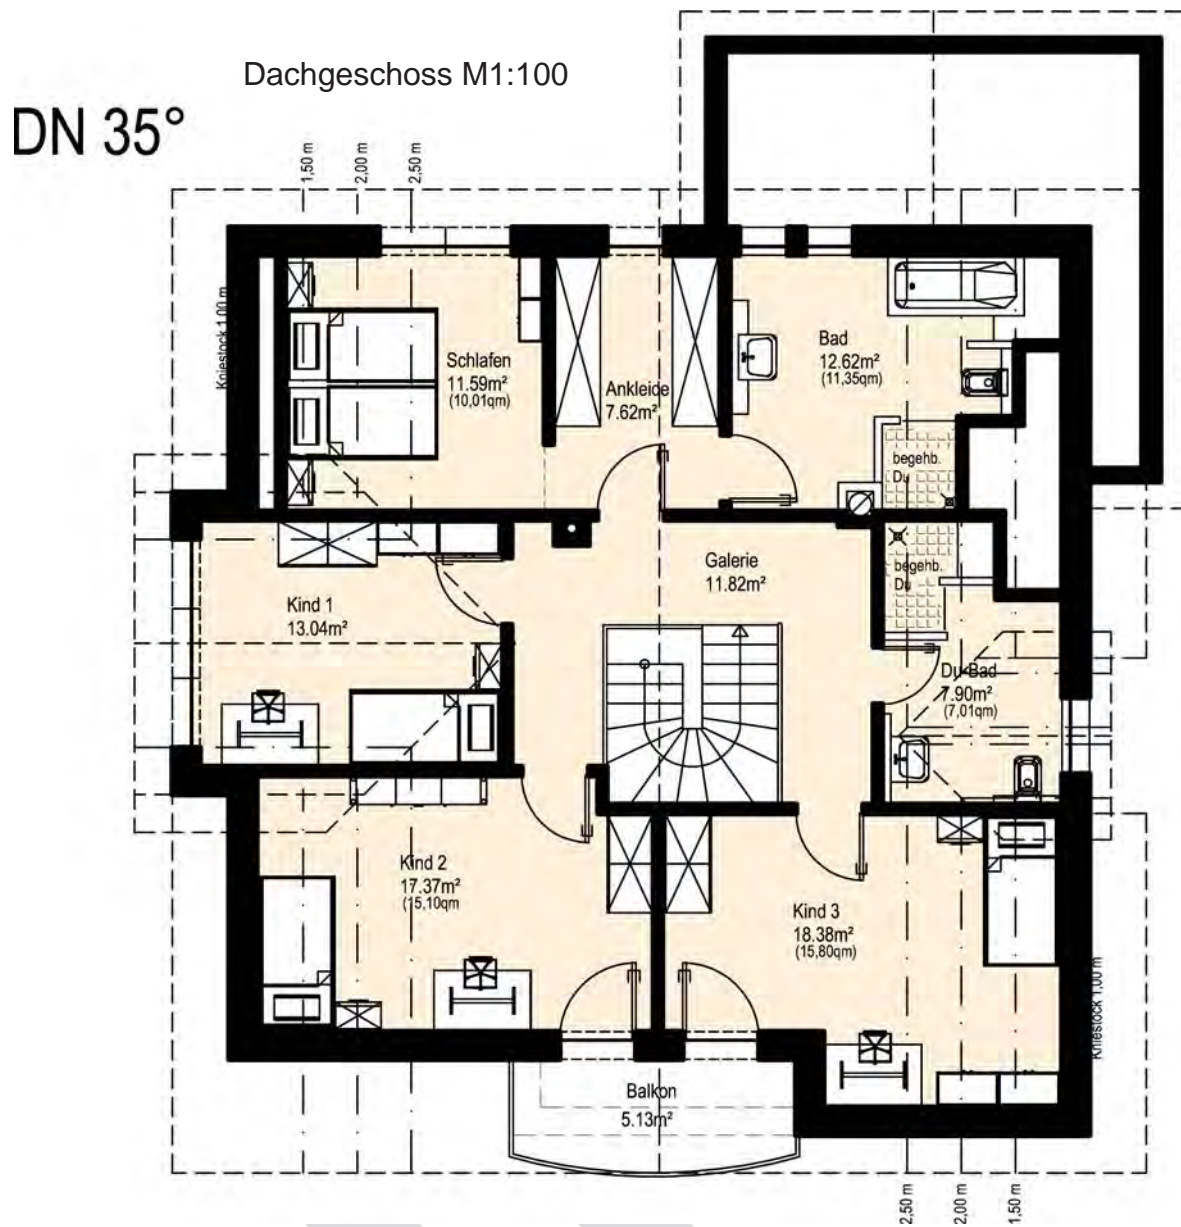 Dachgeschoss M1:100
DN 35°
1,50 m
2,00 m
2,50 m
Kniestock 1,00 m
Schlafen
11.59m²
(10,01qm)
Ankleide
7.62m²
Bad
12.62m²
(11,35qm)
begehb.
Du
Galerie
11.82m²
begehb.
Du
Kind 1
13.04m²
Du-Bad
7.90m²
(7,01qm)
Kind 2
17.37m²
(15,10qm
Kind 3
18.38m²
(15,80qm)
Kniestock 1,00 m
Balkon
5.13m²
2,50 m
2,00 m
1,50 m